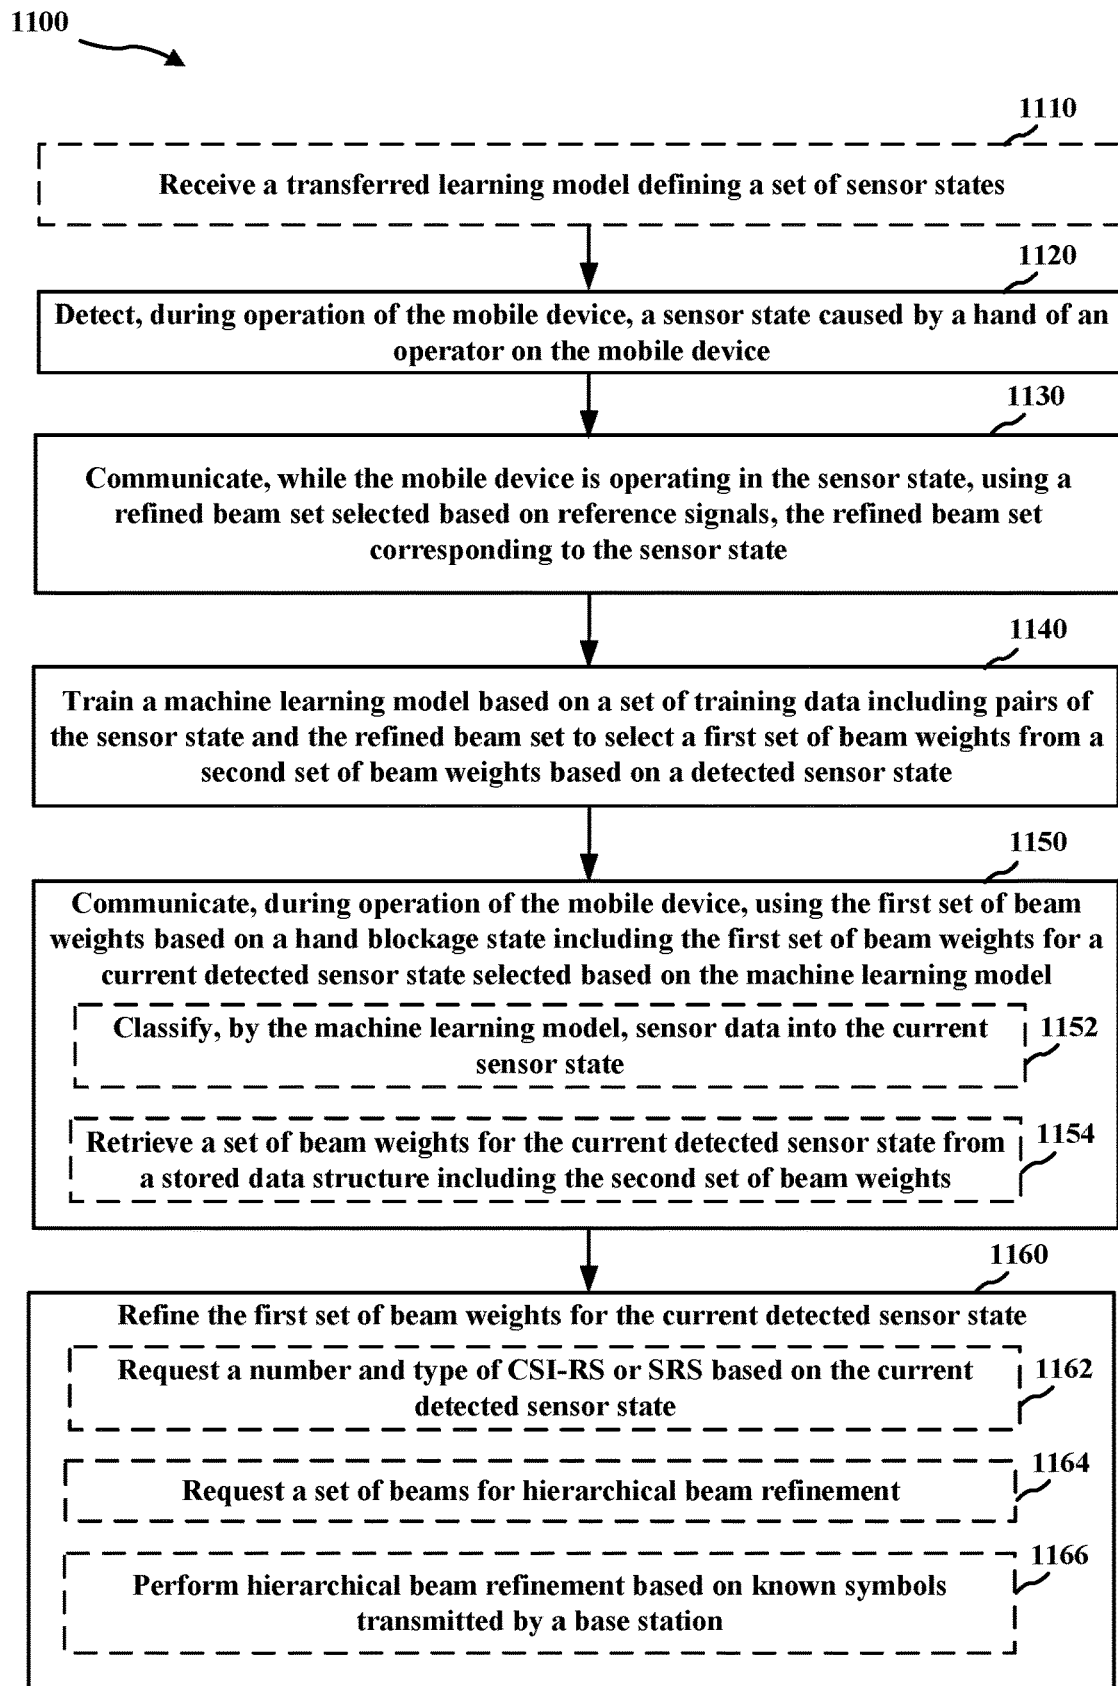 1100
1110
Receive a transferred learning model defining a set of sensor states
1120
Detect, during operation of the mobile device, a sensor state caused by a hand of an
operator on the mobile device
1130
Communicate, while the mobile device is operating in the sensor state, using a
refined beam set selected based on reference signals, the refined beam set
corresponding to the sensor state
1140
Train a machine learning model based on a set of training data including pairs of
the sensor state and the refined beam set to select a first set of beam weights from a
second set of beam weights based on a detected sensor state
1150
Communicate, during operation of the mobile device, using the first set of beam
weights based on a hand blockage state including the first set of beam weights for a
current detected sensor state selected based on the machine learning model
Classify, by the machine learning model, sensor data into the current
sensor state
1152
Retrieve a set of beam weights for the current detected sensor state from
a stored data structure including the second set of beam weights
1154
1160
Refine the first set of beam weights for the current detected sensor state
Request a number and type of CSI-RS or SRS based on the current
detected sensor state
1162
Request a set of beams for hierarchical beam refinement
1164
Perform hierarchical beam refinement based on known symbols
transmitted by a base station
1166